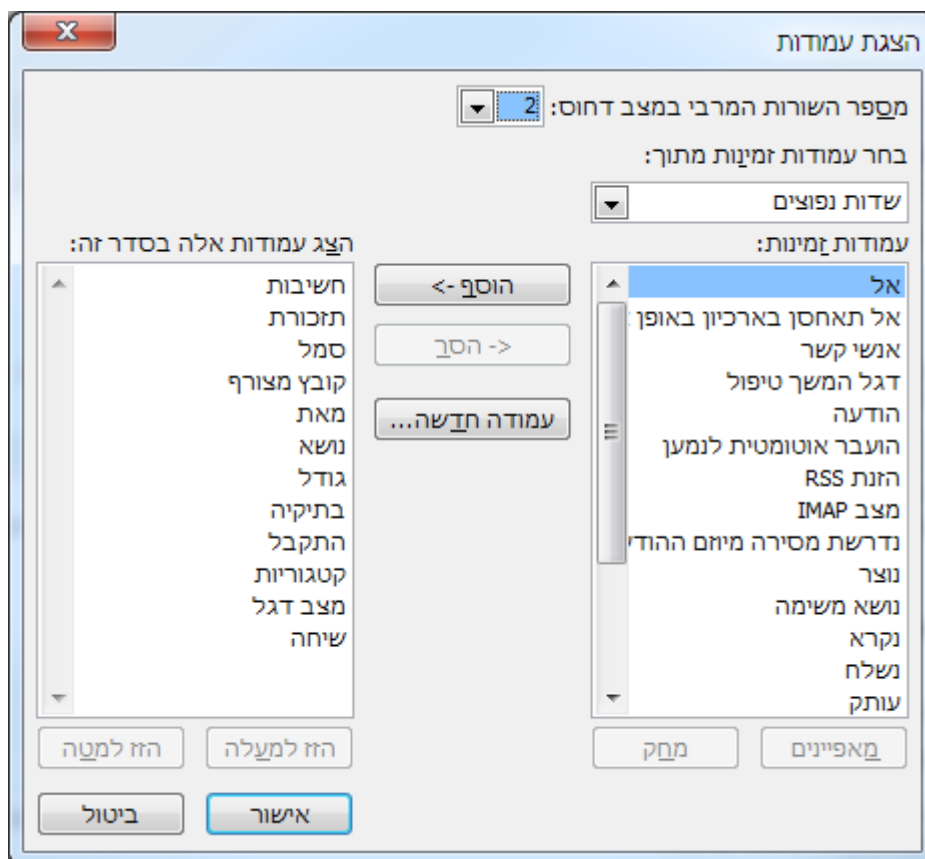 הצגת עמודות
מספר השורות המרבי במצב דחוס: 2
בחר עמודות זמינות מתוך:
שדות נפוצים
עמודות זמינות:
אל
אל תאחסן בארכיון באופן
אנשי קשר
דגל המשך טיפול
הודעה
הועבר אוטומטית לנמען
הזנת RSS
מצב IMAP
נדרשת מסירה מיוזם ההודע
נוצר
נושא משימה
נקרא
נשלח
עותק
מאפיינים
מחק
הוסף ->
<- הסר
עמודה חדשה...
הצג עמודות אלה בסדר זה:
חשיבות
תזכורת
סמל
קובץ מצורף
מאת
נושא
גודל
בתיקיה
התקבל
קטגוריות
מצב דגל
שיחה
הזז למעלה
הזז למטה
אישור
ביטול